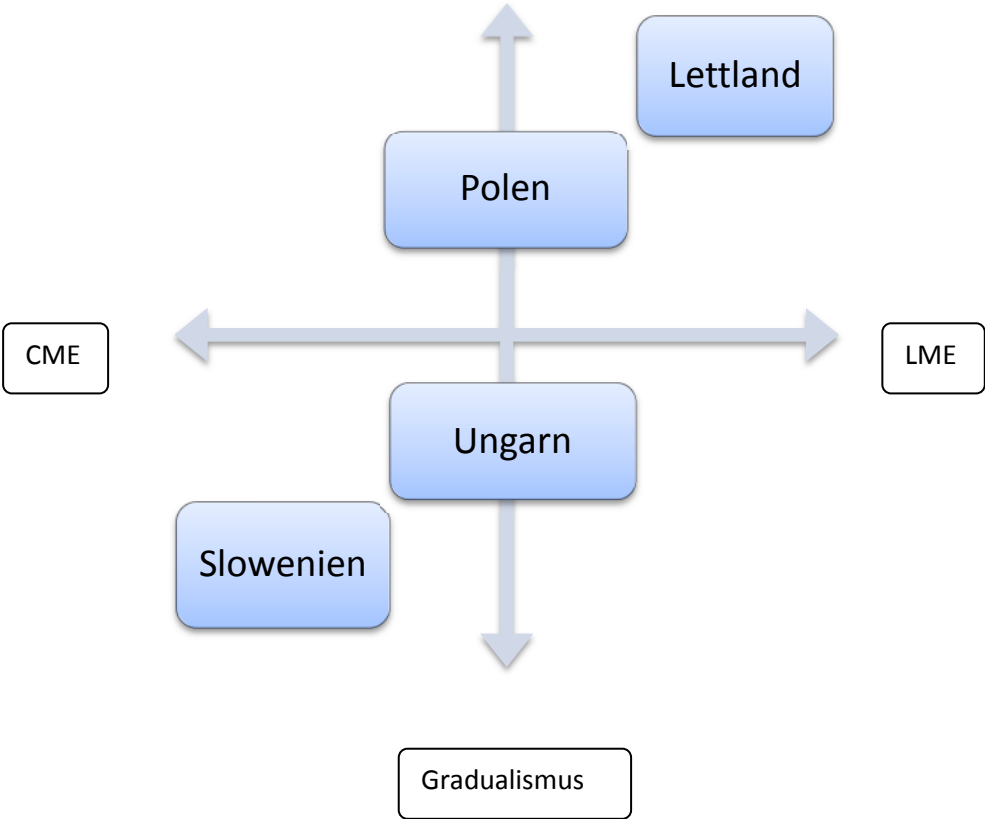 Lettland
Polen
CME
LME
Ungarn
Slowenien
Gradualismus